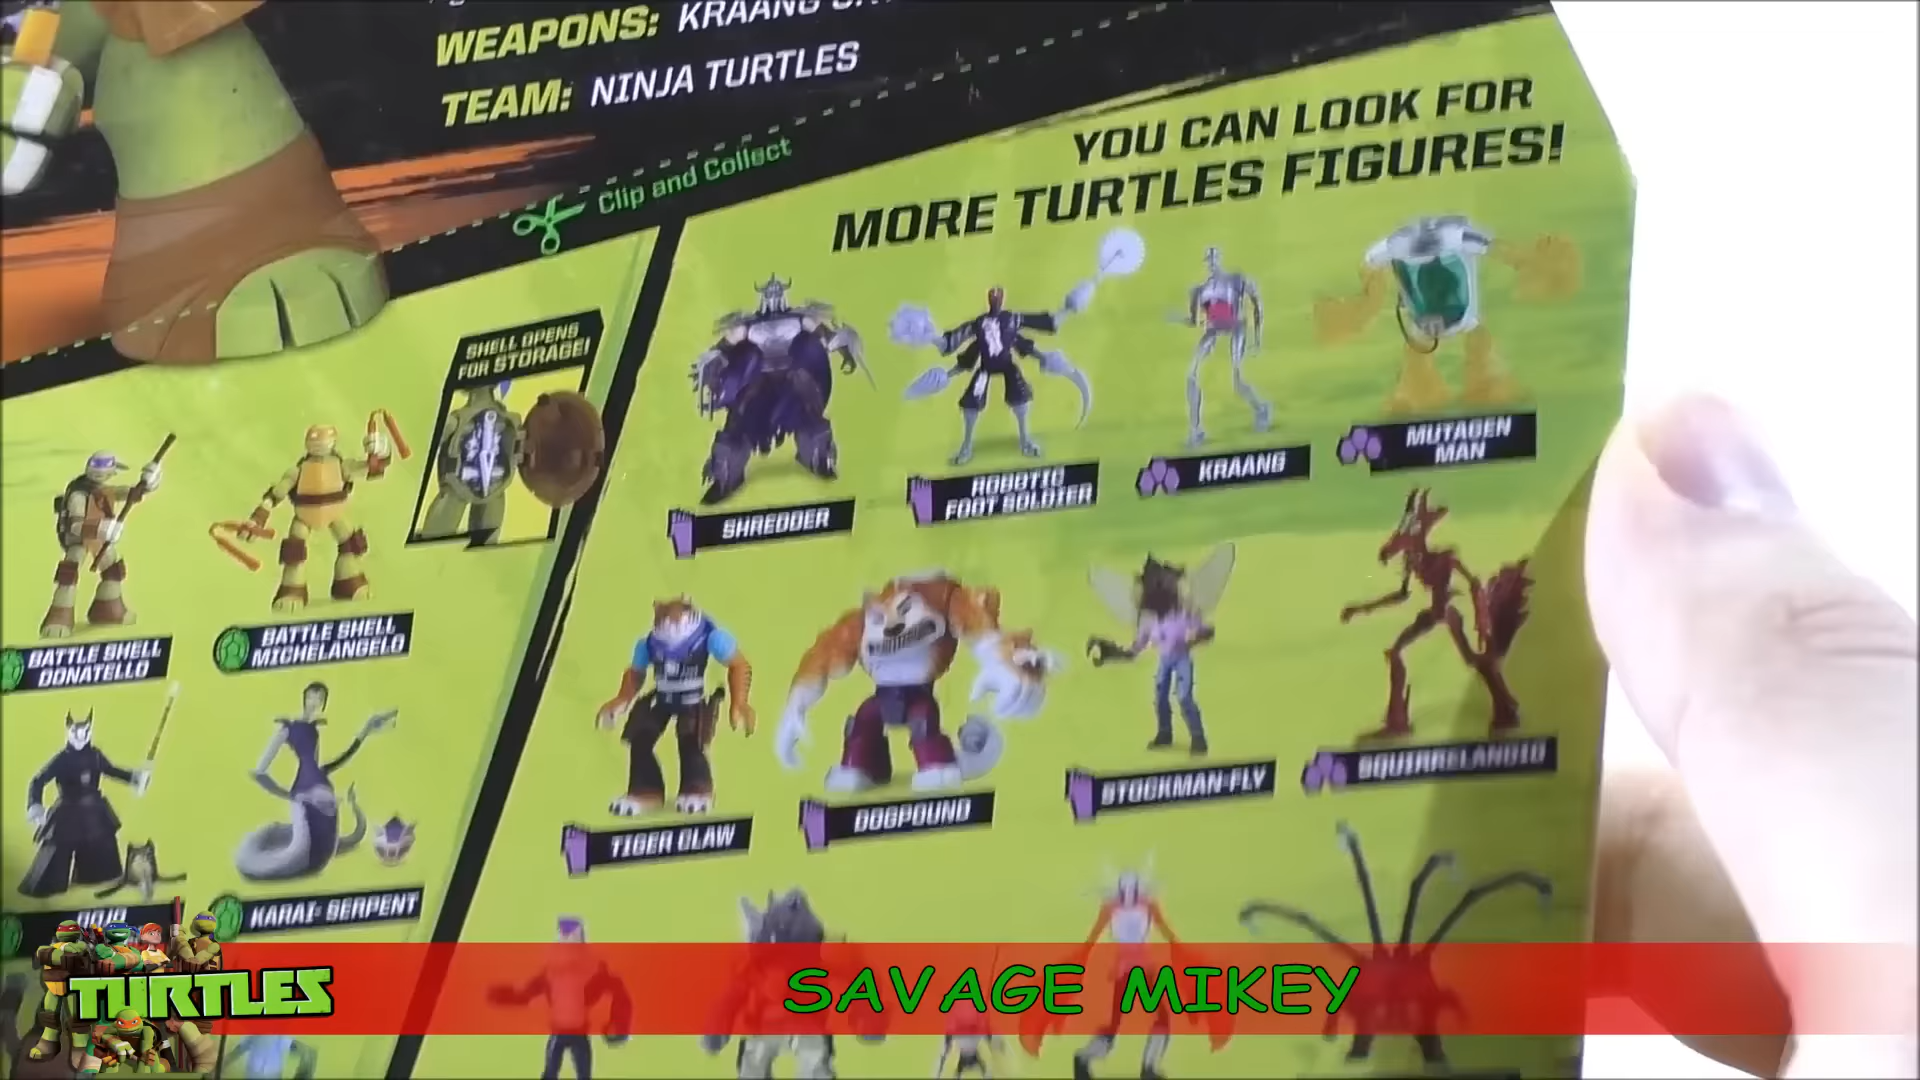 WEAPONS: KRAANG
TEAM: NINJA TURTLES
Clip and Collect
YOU CAN LOOK FOR
MORE TURTLES FIGURES!
SHELL OPENS
FOR STORAGE!
BATTLE SHELL
DONATELLO
BATTLE SHELL
MICHELANGELO
KARAI SERPENT
SHREDDER
ROBOTIC
FOOT SOLDIER
KRAANG
MUTAGEN
MAN
TIGER CLAW
DOGPOUND
STOCKMAN-FLY
SQUIRRELANOID
TURTLES
SAVAGE MIKEY